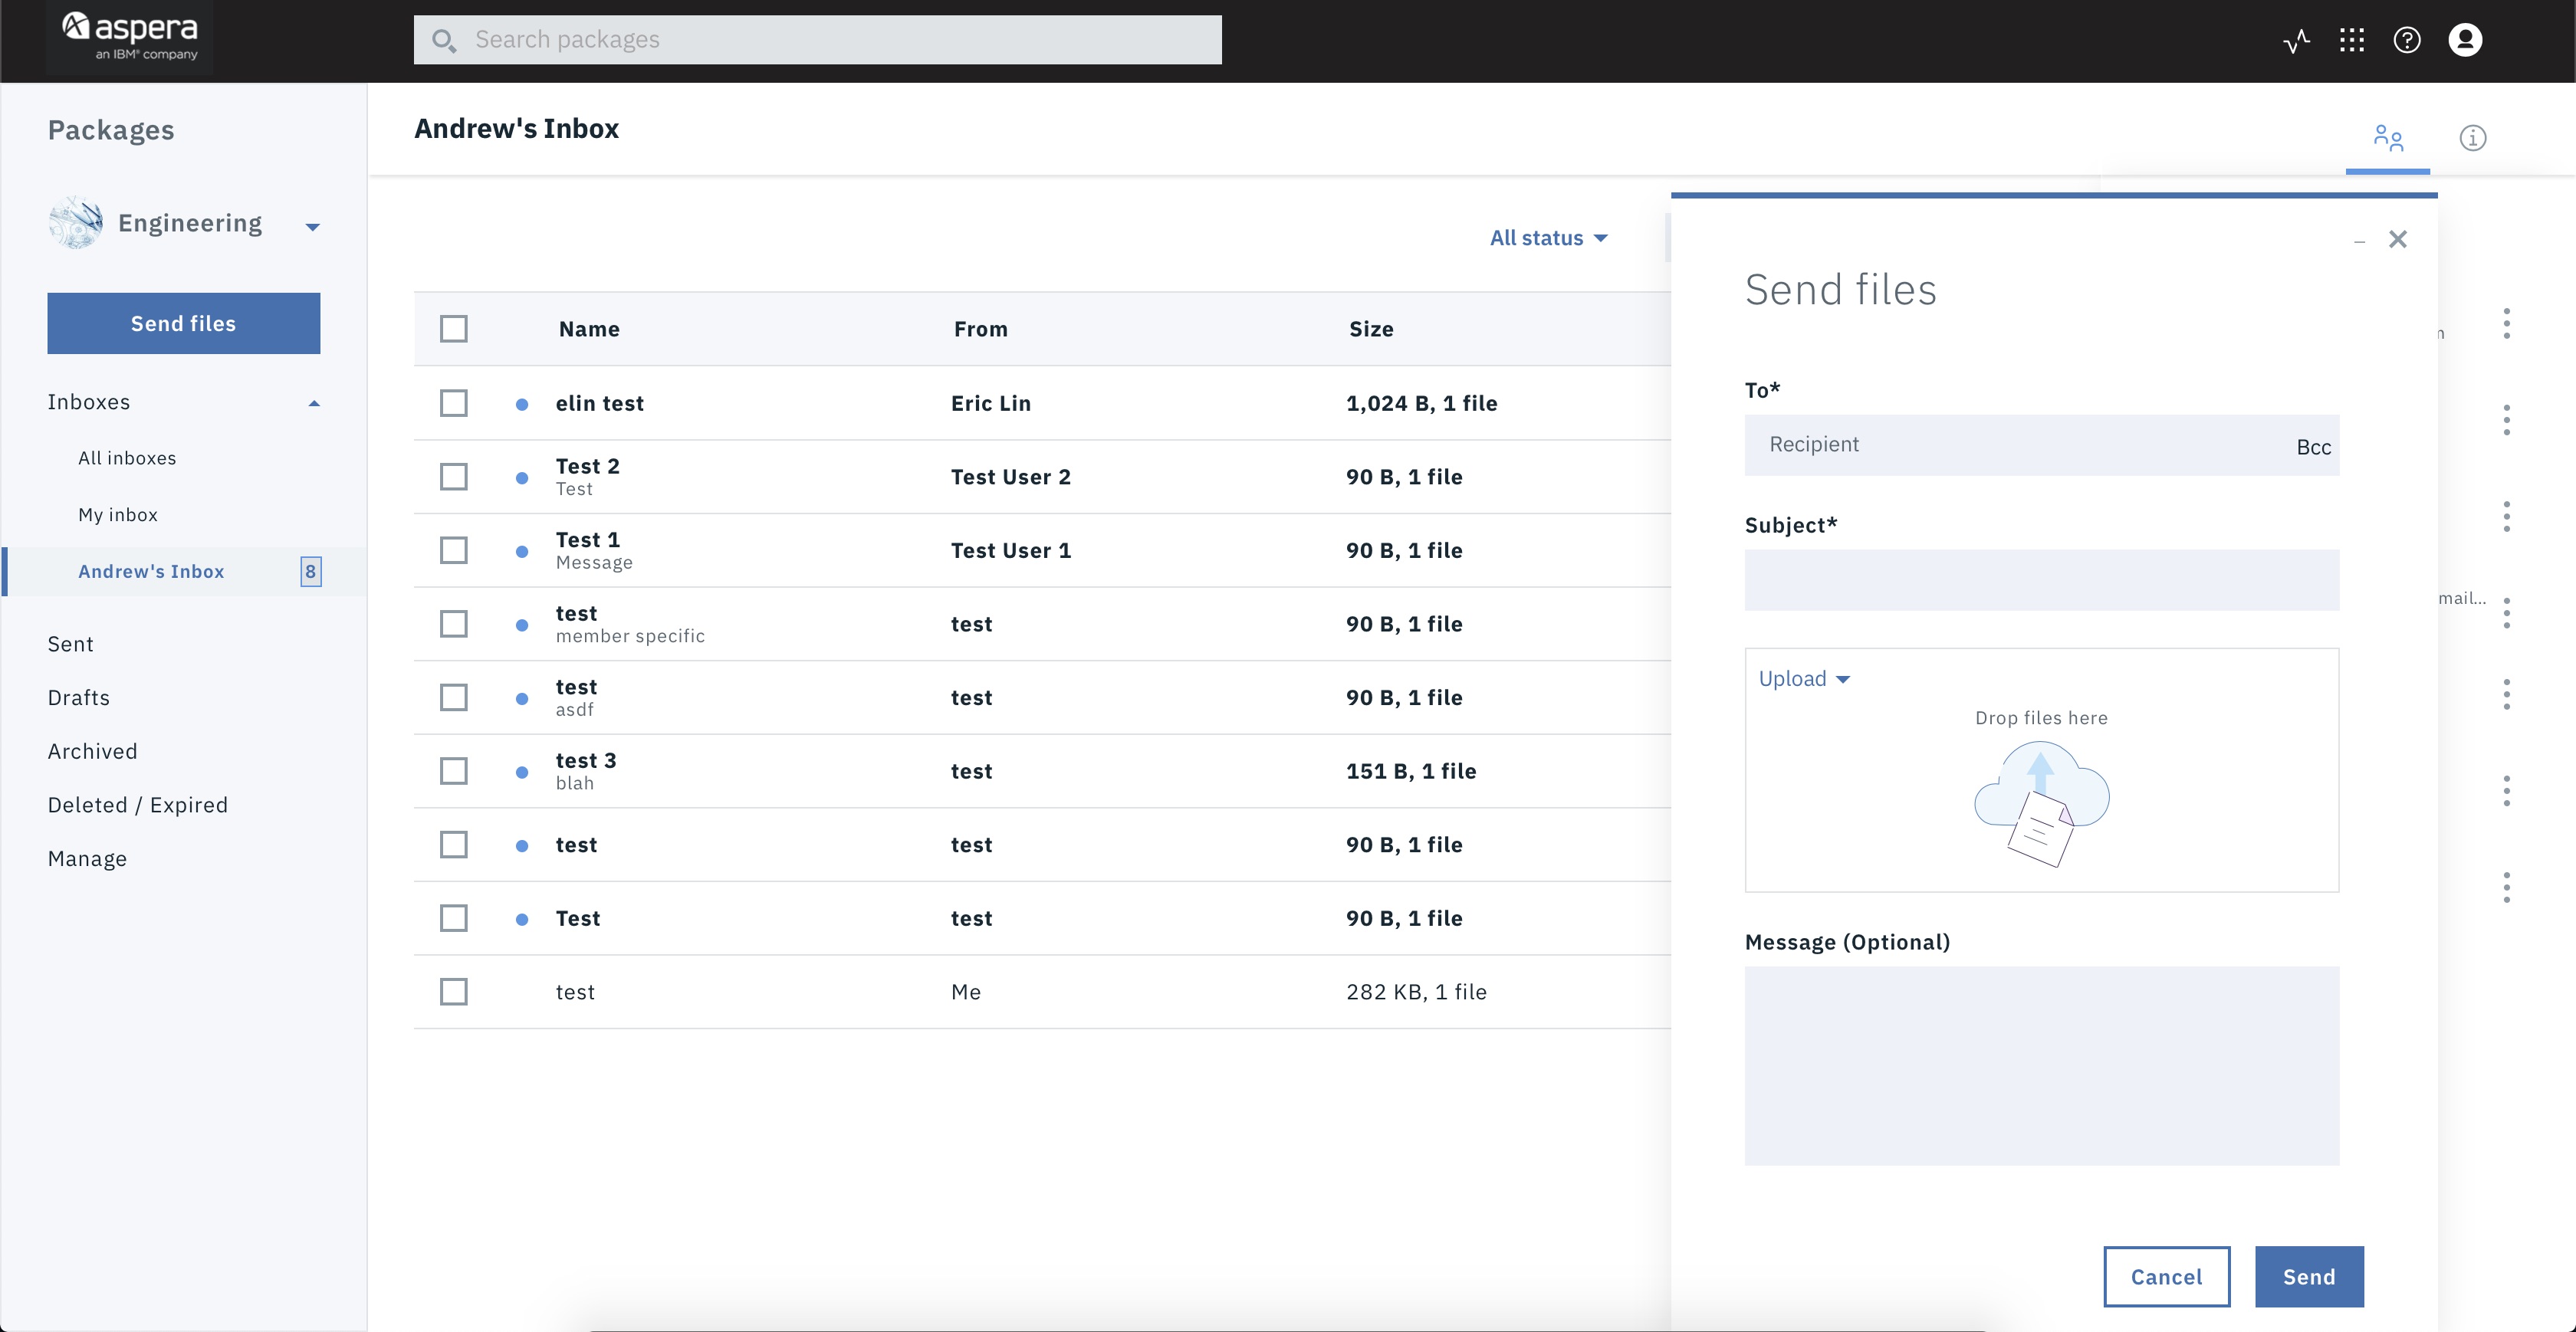 aspera
an IBM® company
Search packages
Packages
Engineering
Send files
Inboxes
All inboxes
My inbox
Andrew's Inbox 8
Sent
Drafts
Archived
Deleted / Expired
Manage
Andrew's Inbox
All status
Name From Size
elin test Eric Lin 1,024 B, 1 file
Test 2 Test User 2 90 B, 1 file
Test
Test 1 Test User 1 90 B, 1 file
Message
test test 90 B, 1 file
member specific
test test 90 B, 1 file
asdf
test 3 test 151 B, 1 file
blah
test test 90 B, 1 file
Test test 90 B, 1 file
test Me 282 KB, 1 file
Send files
To*
Recipient Bcc
Subject*
Upload
Drop files here
Message (Optional)
Cancel Send
mail...